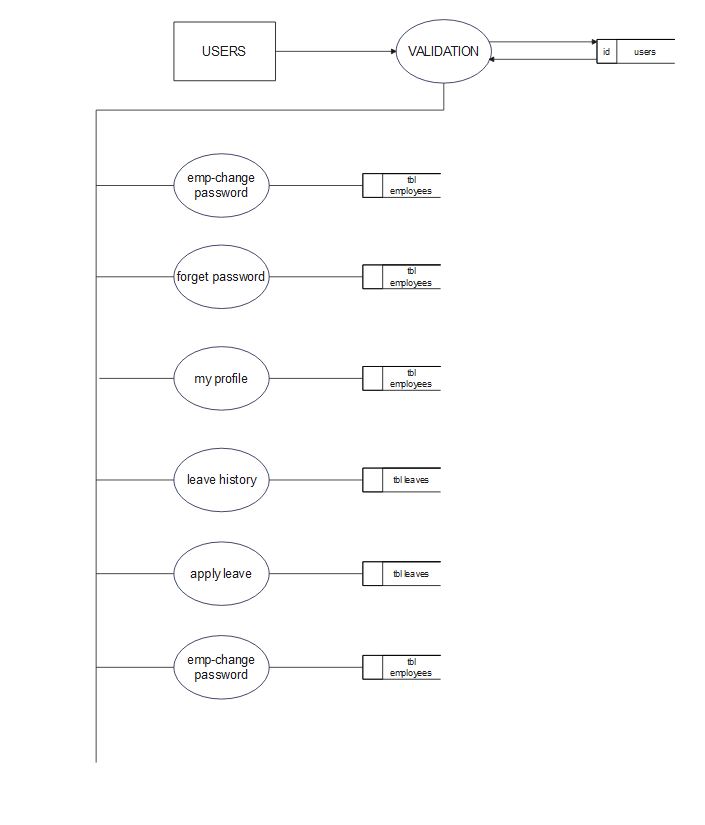 USERS
VALIDATION
id
users
emp-change
password
tbl
employees
forget password
tbl
employees
my profile
tbl
employees
leave history
tbl leaves
apply leave
tbl leaves
emp-change
password
tbl
employees